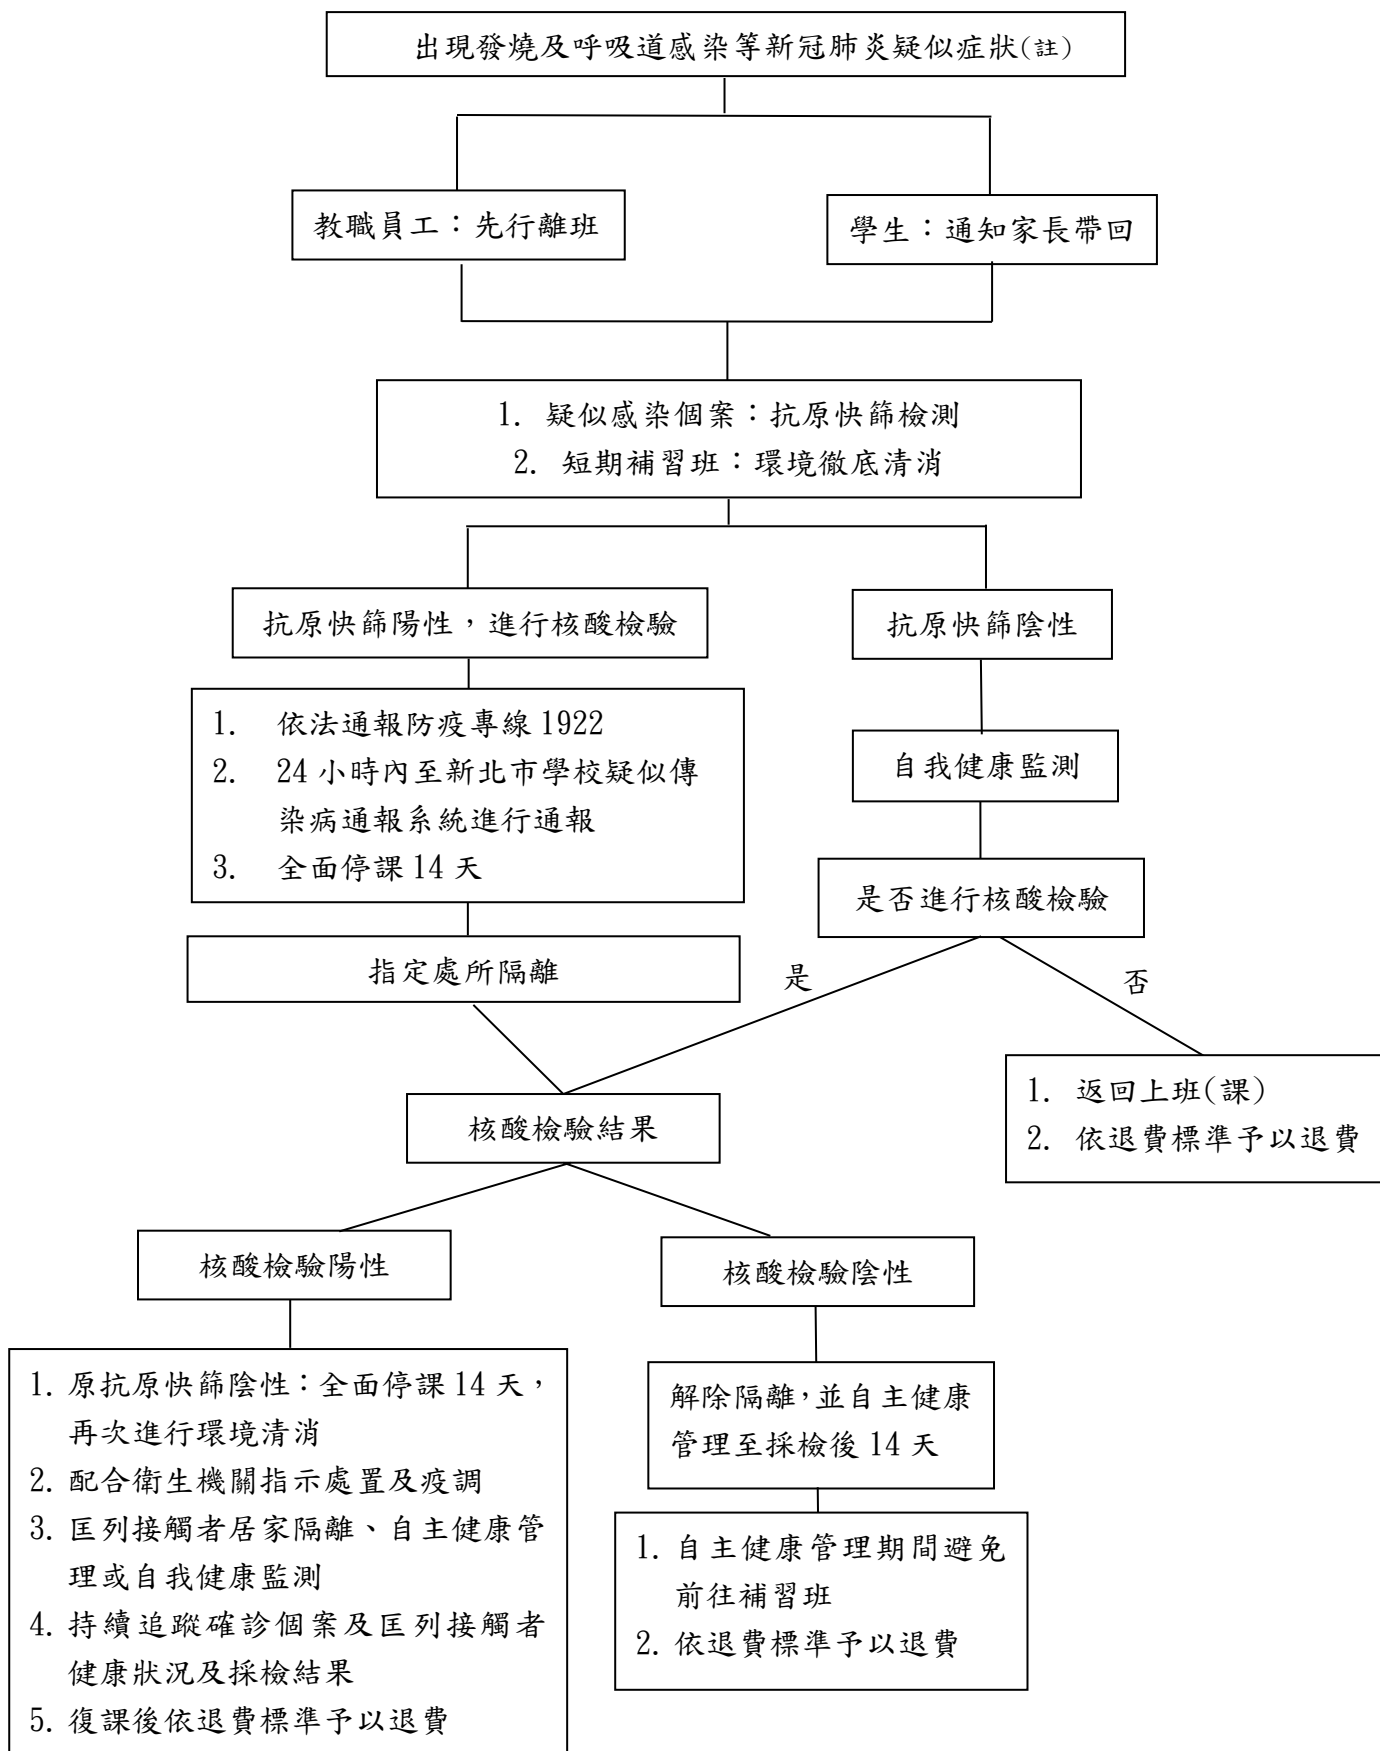 出現發燒及呼吸道感染等新冠肺炎疑似症狀(註)
教職員工：先行離班
學生：通知家長帶回
1. 疑似感染個案：抗原快篩檢測
2. 短期補習班：環境徹底清消
抗原快篩陽性，進行核酸檢驗
抗原快篩陰性
1. 依法通報防疫專線 1922
2. 24 小時內至新北市學校疑似傳
染病通報系統進行通報
3. 全面停課 14 天
自我健康監測
是否進行核酸檢驗
指定處所隔離
是
否
1. 返回上班(課)
2. 依退費標準予以退費
核酸檢驗結果
核酸檢驗陽性
核酸檢驗陰性
1. 原抗原快篩陰性：全面停課 14 天，
再次進行環境清消
2. 配合衛生機關指示處置及疫調
3. 匡列接觸者居家隔離、自主健康管
理或自我健康監測
4. 持續追蹤確診個案及匡列接觸者
健康狀況及採檢結果
5. 復課後依退費標準予以退費
解除隔離，並自主健康
管理至採檢後 14 天
1. 自主健康管理期間避免
前往補習班
2. 依退費標準予以退費